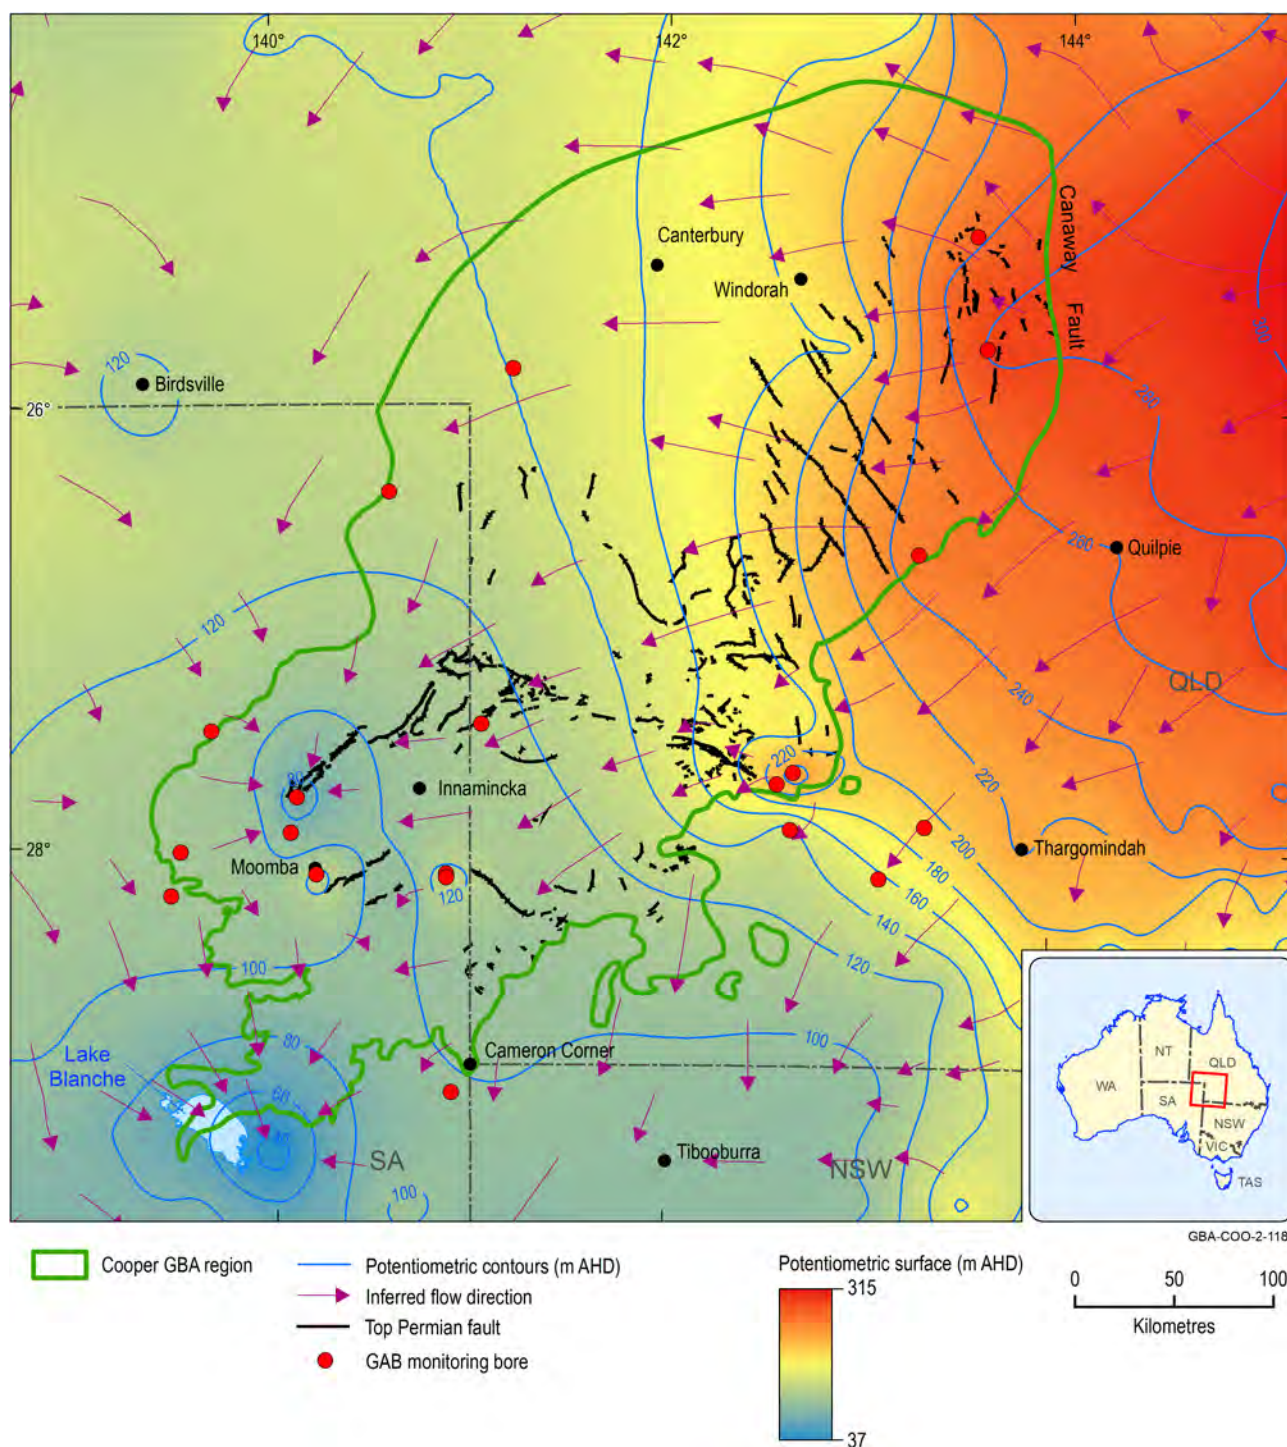 140°
142°
144°
Canaway
Fault
Canterbury
Windorah
300
120
Birdsville
26°
280
260
Quilpie
120
QLD
240
80
220
220
Innamincka
200
28°
Moomba
Thargomindah
120
180
160
140
100
120
80
100
Cameron Corner
Lake
Blanche
60
SA
Tibooburra
NSW
100
NT
QLD
WA
SA
NSW
VIC
TAS
GBA-COO-2-118
Cooper GBA region
Potentiometric contours (m AHD)
Inferred flow direction
Top Permian fault
GAB monitoring bore
Potentiometric surface (m AHD)
315
37
0 50 100
Kilometres